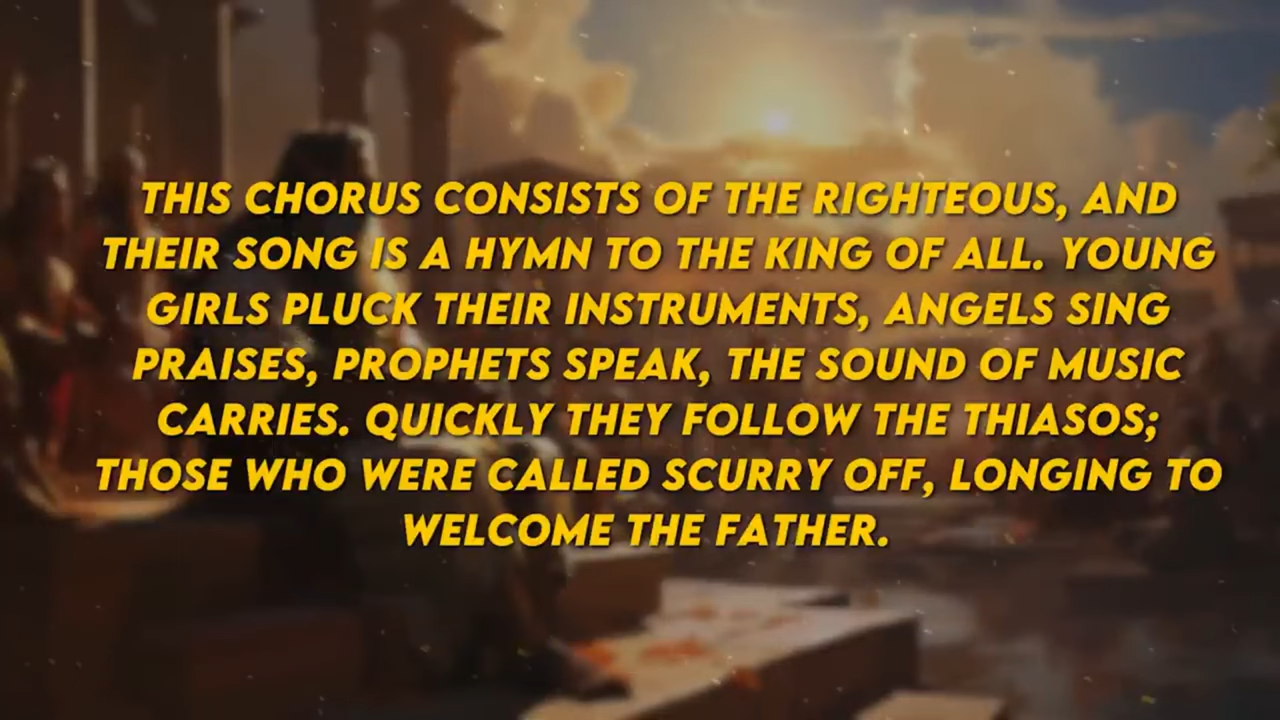 THIS CHORUS CONSISTS OF THE RIGHTEOUS, AND
THEIR SONG IS A HYMN TO THE KING OF ALL. YOUNG
GIRLS PLUCK THEIR INSTRUMENTS, ANGELS SING
PRAISES, PROPHETS SPEAK, THE SOUND OF MUSIC
CARRIES. QUICKLY THEY FOLLOW THE THIASOS;
THOSE WHO WERE CALLED SCURRY OFF, LONGING TO
WELCOME THE FATHER.